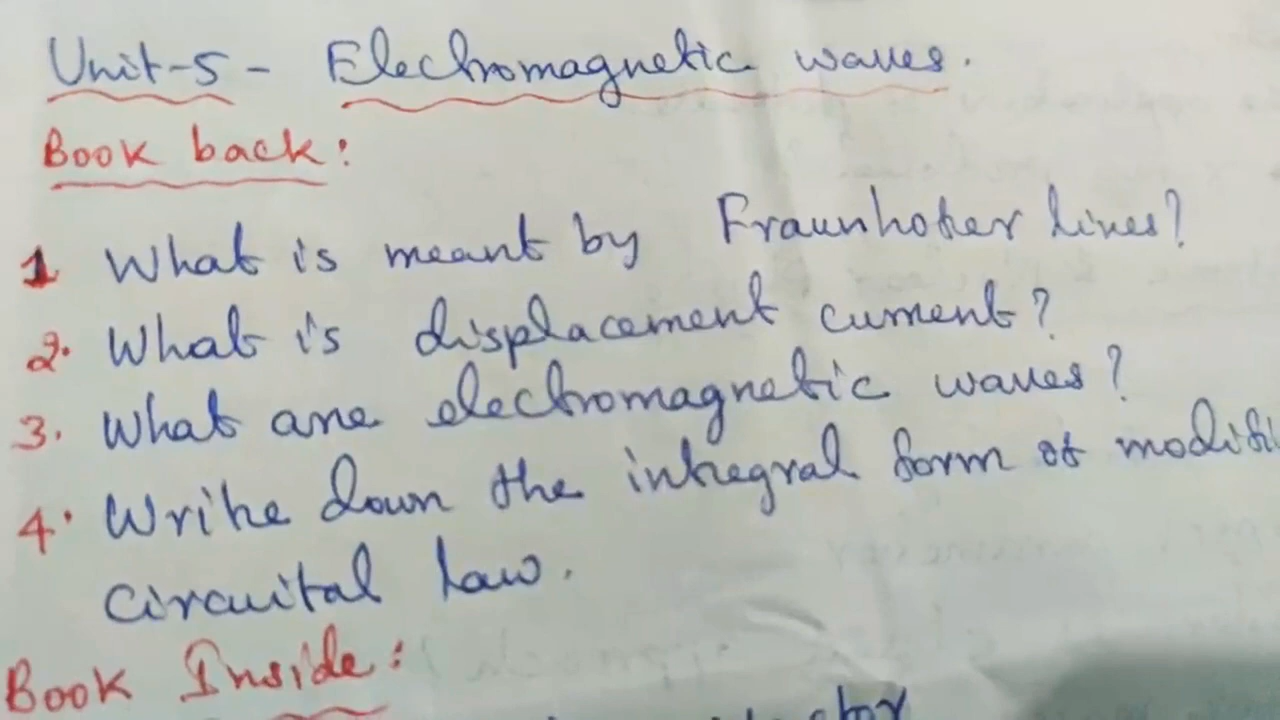 Unit-5 - Electromagnetic waves.
Book back:
1 What is meant by Fraunhofer lines?
2. What is displacement current?
3. What are electromagnetic waves?
4. Write down the integral form of modifi
circuital law.
Book Inside: